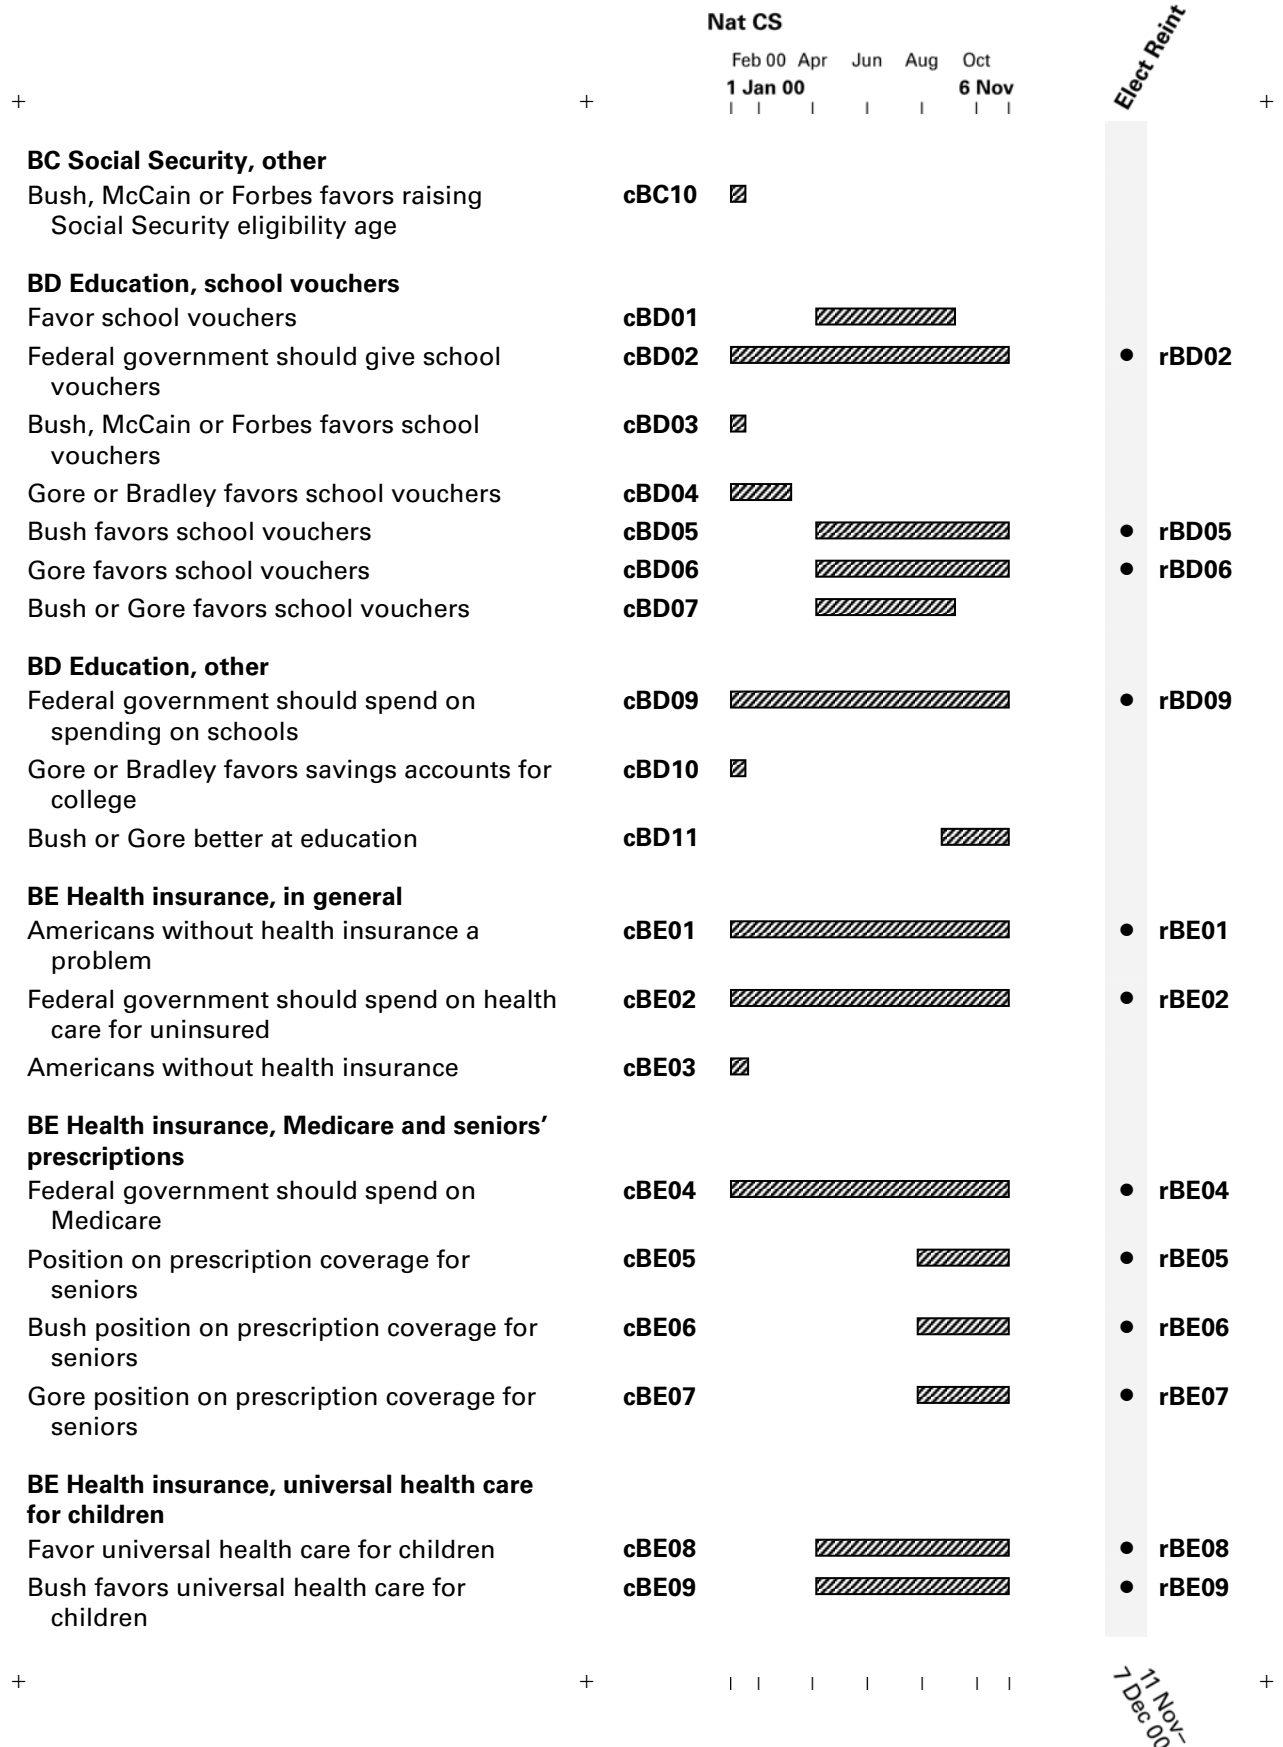 Nat CS
Elect Reint
Feb 00 Apr Jun Aug Oct
1 Jan 00 6 Nov
BC Social Security, other
Bush, McCain or Forbes favors raising cBC10
Social Security eligibility age
BD Education, school vouchers
Favor school vouchers cBD01
Federal government should give school cBD02 rBD02
vouchers
Bush, McCain or Forbes favors school cBD03
vouchers
Gore or Bradley favors school vouchers cBD04
Bush favors school vouchers cBD05 rBD05
Gore favors school vouchers cBD06 rBD06
Bush or Gore favors school vouchers cBD07
BD Education, other
Federal government should spend on cBD09 rBD09
spending on schools
Gore or Bradley favors savings accounts for cBD10
college
Bush or Gore better at education cBD11
BE Health insurance, in general
Americans without health insurance a cBE01 rBE01
problem
Federal government should spend on health cBE02 rBE02
care for uninsured
Americans without health insurance cBE03
BE Health insurance, Medicare and seniors’
prescriptions
Federal government should spend on cBE04 rBE04
Medicare
Position on prescription coverage for cBE05 rBE05
seniors
Bush position on prescription coverage for cBE06 rBE06
seniors
Gore position on prescription coverage for cBE07 rBE07
seniors
BE Health insurance, universal health care
for children
Favor universal health care for children cBE08 rBE08
Bush favors universal health care for cBE09 rBE09
children
11 Nov–
7 Dec 00